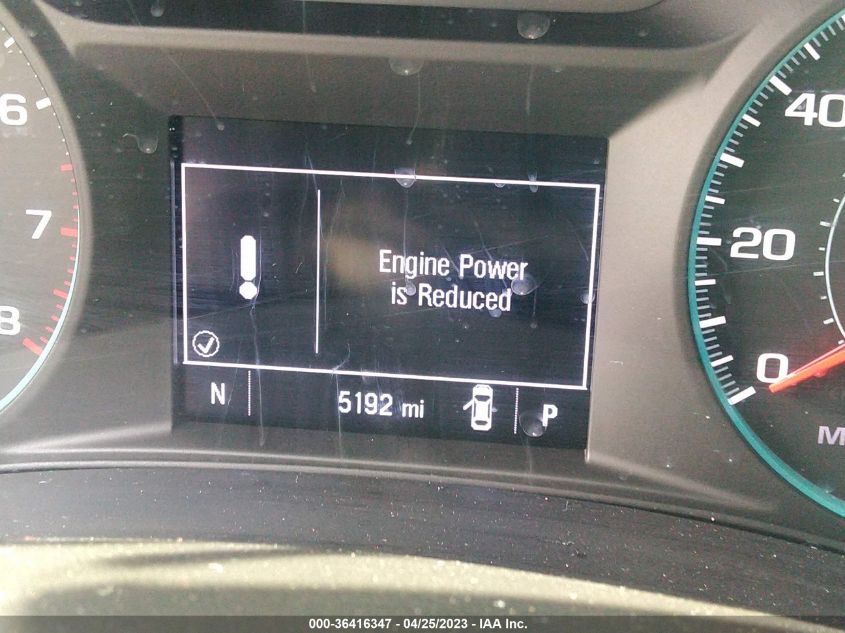 6
7
8
Engine Power
is Reduced
N
5192 mi
P
40
20
0
M
000-36416347 - 04/25/2023 - IAA Inc.